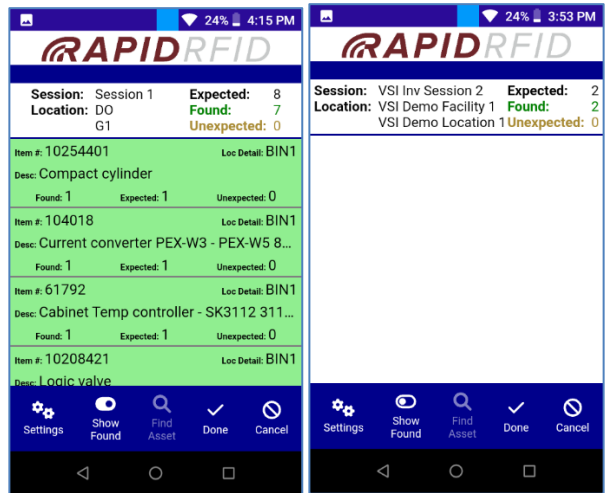 24% 4:15 PM
RAPIDRFID
Session: Session 1 Expected: 8
Location: DO Found: 7
G1 Unexpected: 0
Item #: 10254401 Loc Detail: BIN1
Desc: Compact cylinder
Found: 1 Expected: 1 Unexpected: 0
Item #: 104018 Loc Detail: BIN1
Desc: Current converter PEX-W3 - PEX-W5 8...
Found: 1 Expected: 1 Unexpected: 0
Item #: 61792 Loc Detail: BIN1
Desc: Cabinet Temp controller - SK3112 311...
Found: 1 Expected: 1 Unexpected: 0
Item #: 10208421 Loc Detail: BIN1
Desc: Logic valve
Settings Show Found Find Asset Done Cancel
24% 3:53 PM
RAPIDRFID
Session: VSI Inv Session 2 Expected: 2
Location: VSI Demo Facility 1 Found: 2
VSI Demo Location 1 Unexpected: 0
Settings Show Found Find Asset Done Cancel